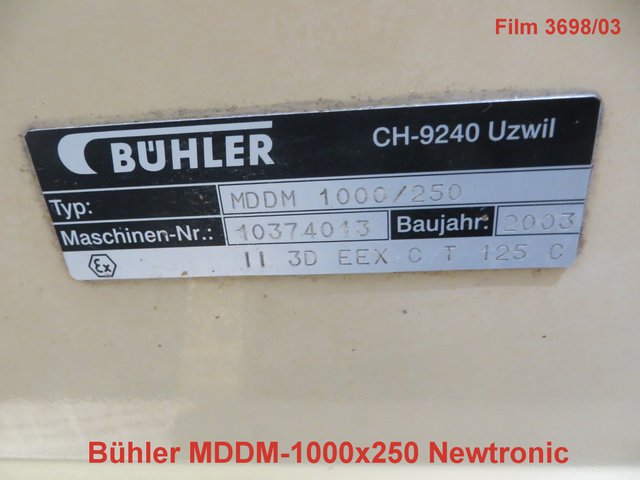 Film 3698/03
BÜHLER CH-9240 Uzwil
Typ: MDDM 1000/250
Maschinen-Nr.: 10374013 Baujahr: 2003
Ex II 3D EEX C T 125 C
Bühler MDDM-1000x250 Newtronic